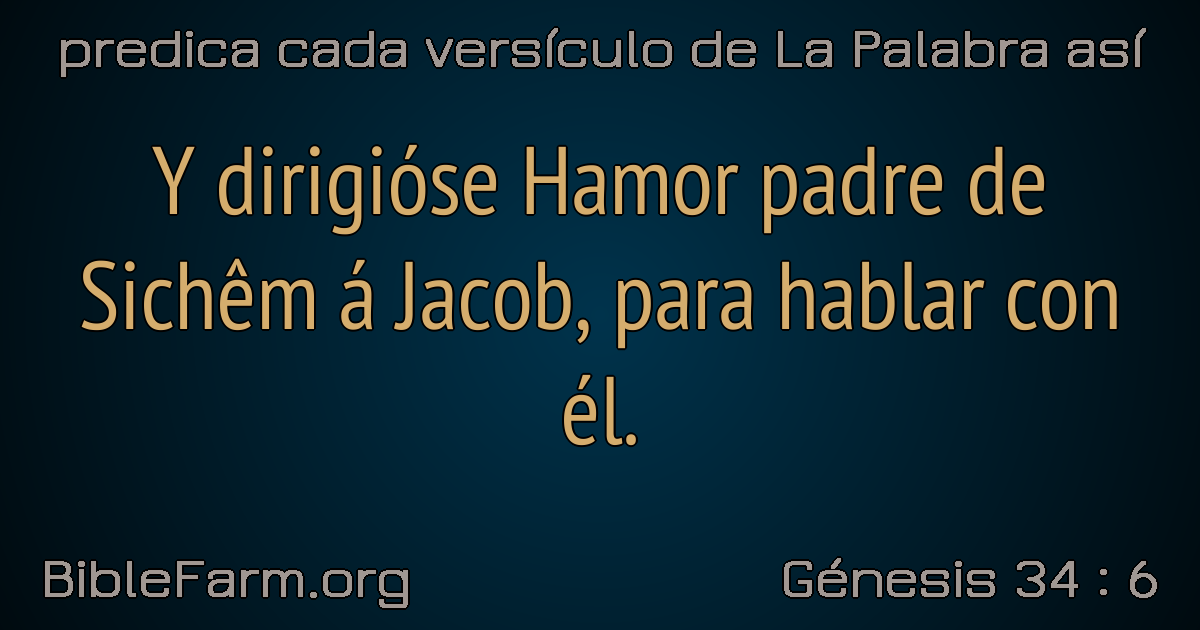 predica cada versículo de La Palabra así
Y dirigióse Hamor padre de
Sichêm á Jacob, para hablar con
él.
BibleFarm.org
Génesis 34 : 6